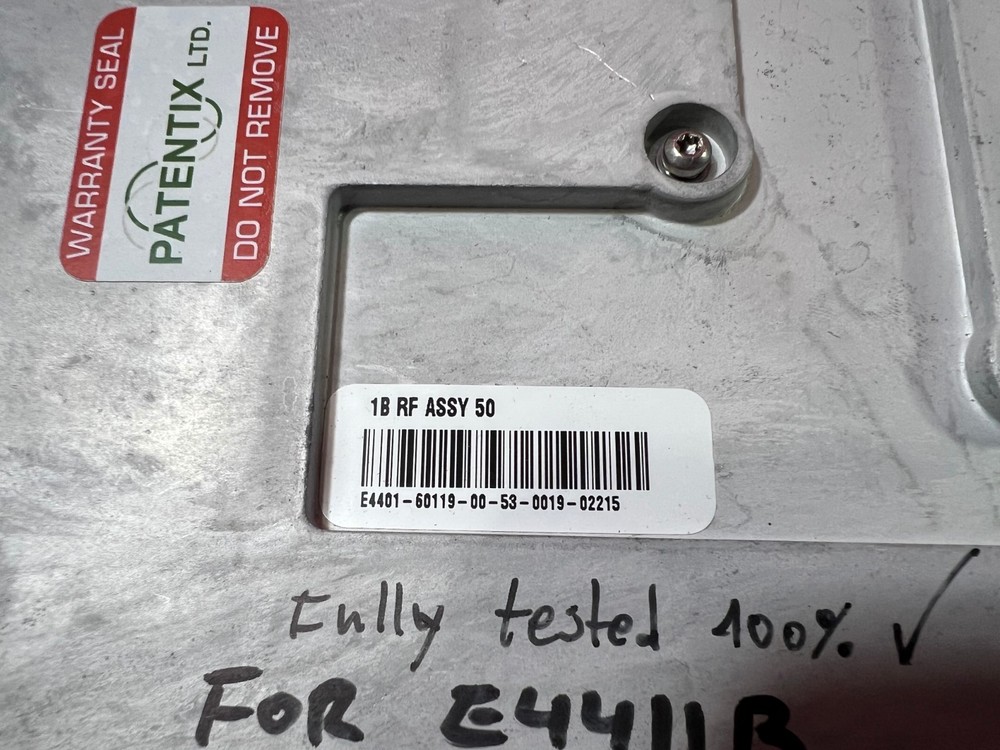 WARRANTY SEAL
PATENTIX LTD.
DO NOT REMOVE
1B RF ASSY 50
E4401-60119-00-53-0019-02215
Fully tested 100% ✓
FOR E4411B